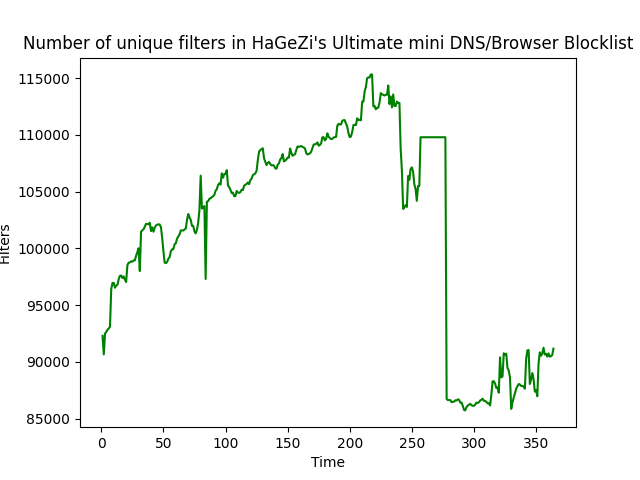 Number of unique filters in HaGeZi's Ultimate mini DNS/Browser Blocklist
115000
110000
105000
100000
95000
90000
85000
Filters
0 50 100 150 200 250 300 350
Time